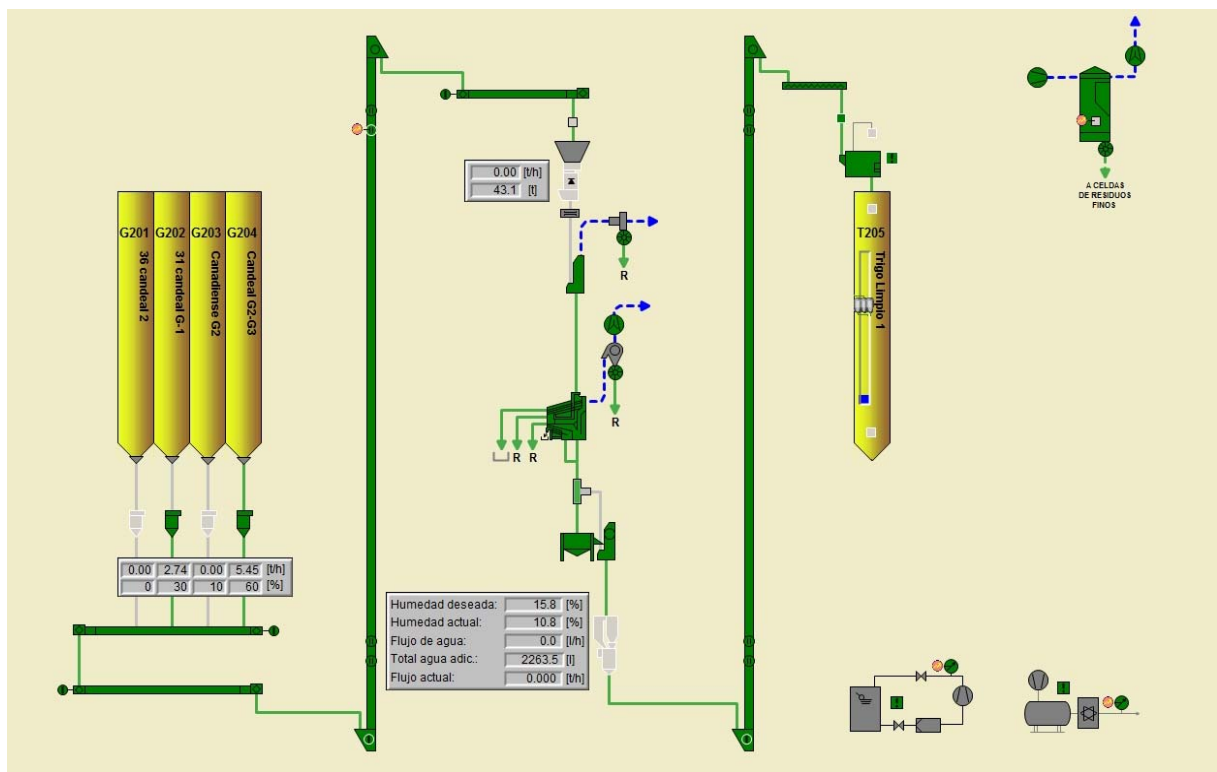 G201 G202 G203 G204
36 candeal 2
31 candeal G-1
Canadiense G2
Candeal G2-G3
0.00 2.74 0.00 5.45 [t/h]
0 30 10 60 [%]
0.00 [t/h]
43.1 [t]
R
R
R R
Humedad deseada: 15.8 [%]
Humedad actual: 10.8 [%]
Flujo de agua: 0.0 [l/h]
Total agua adic.: 2263.5 [l]
Flujo actual: 0.000 [t/h]
T205
Trigo Limpio 1
A CELDAS
DE RESIDUOS
FINOS